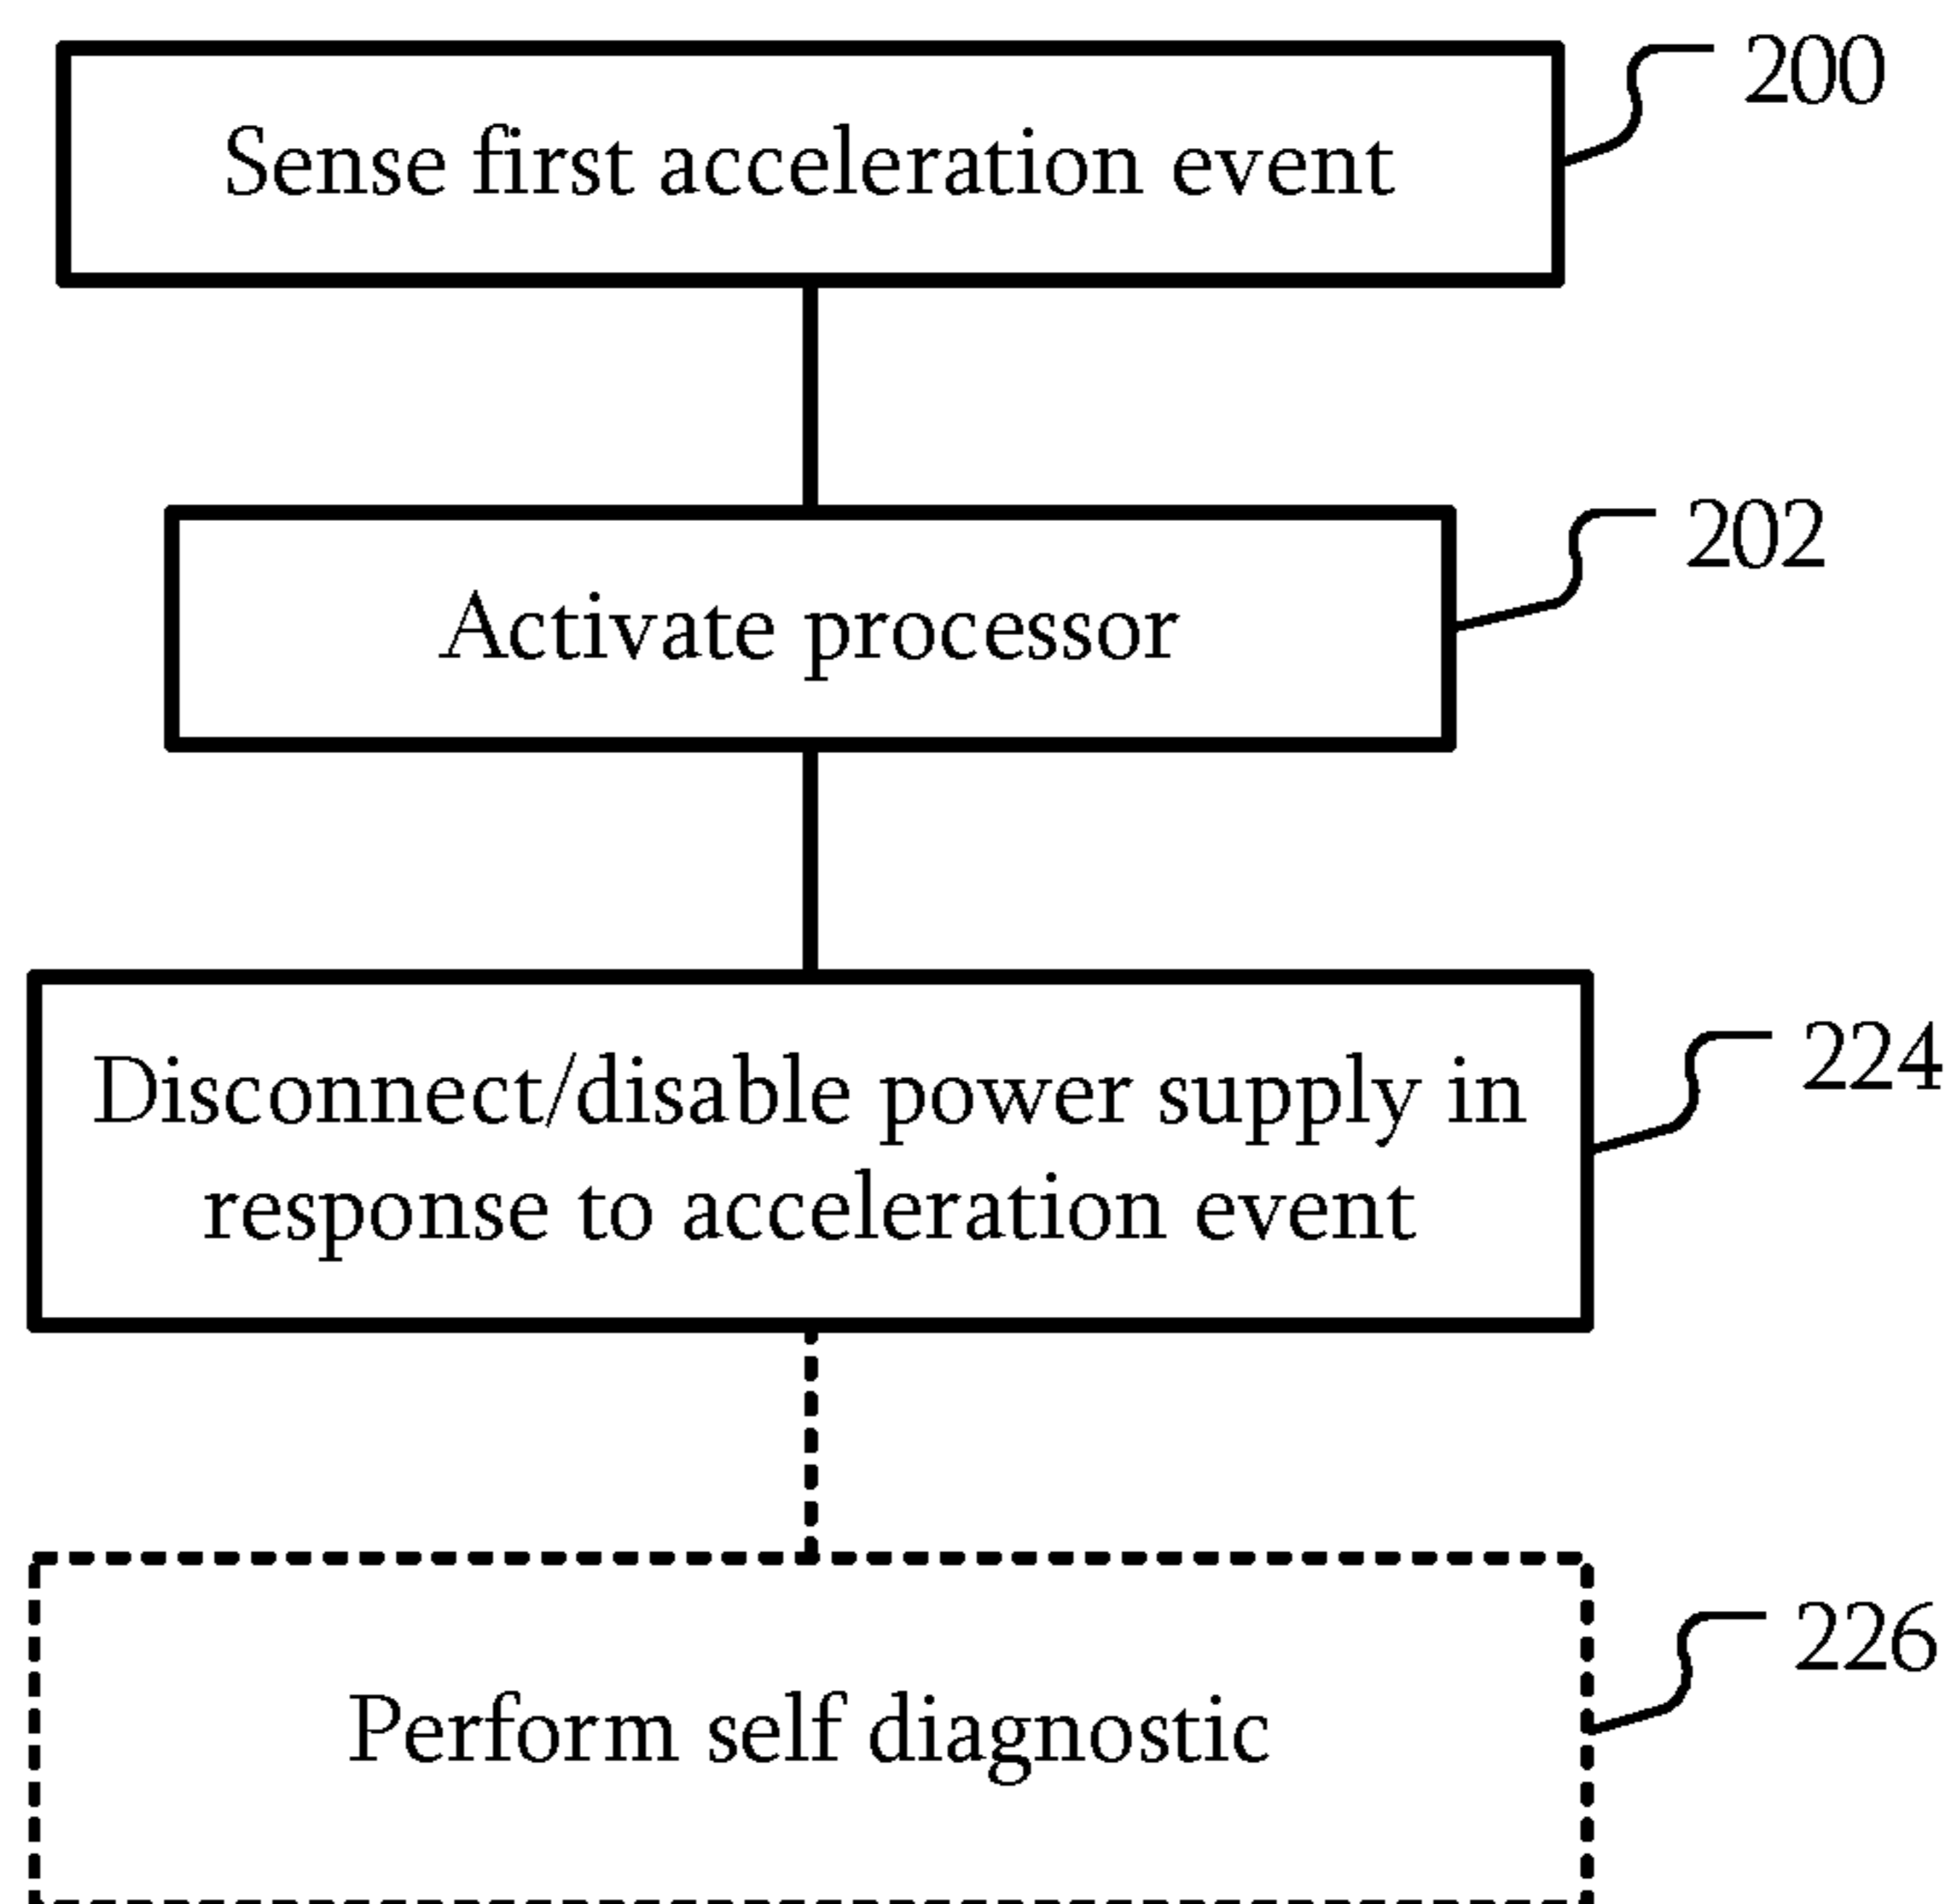 Sense first acceleration event
200
Activate processor
202
Disconnect/disable power supply in
response to acceleration event
224
Perform self diagnostic
226